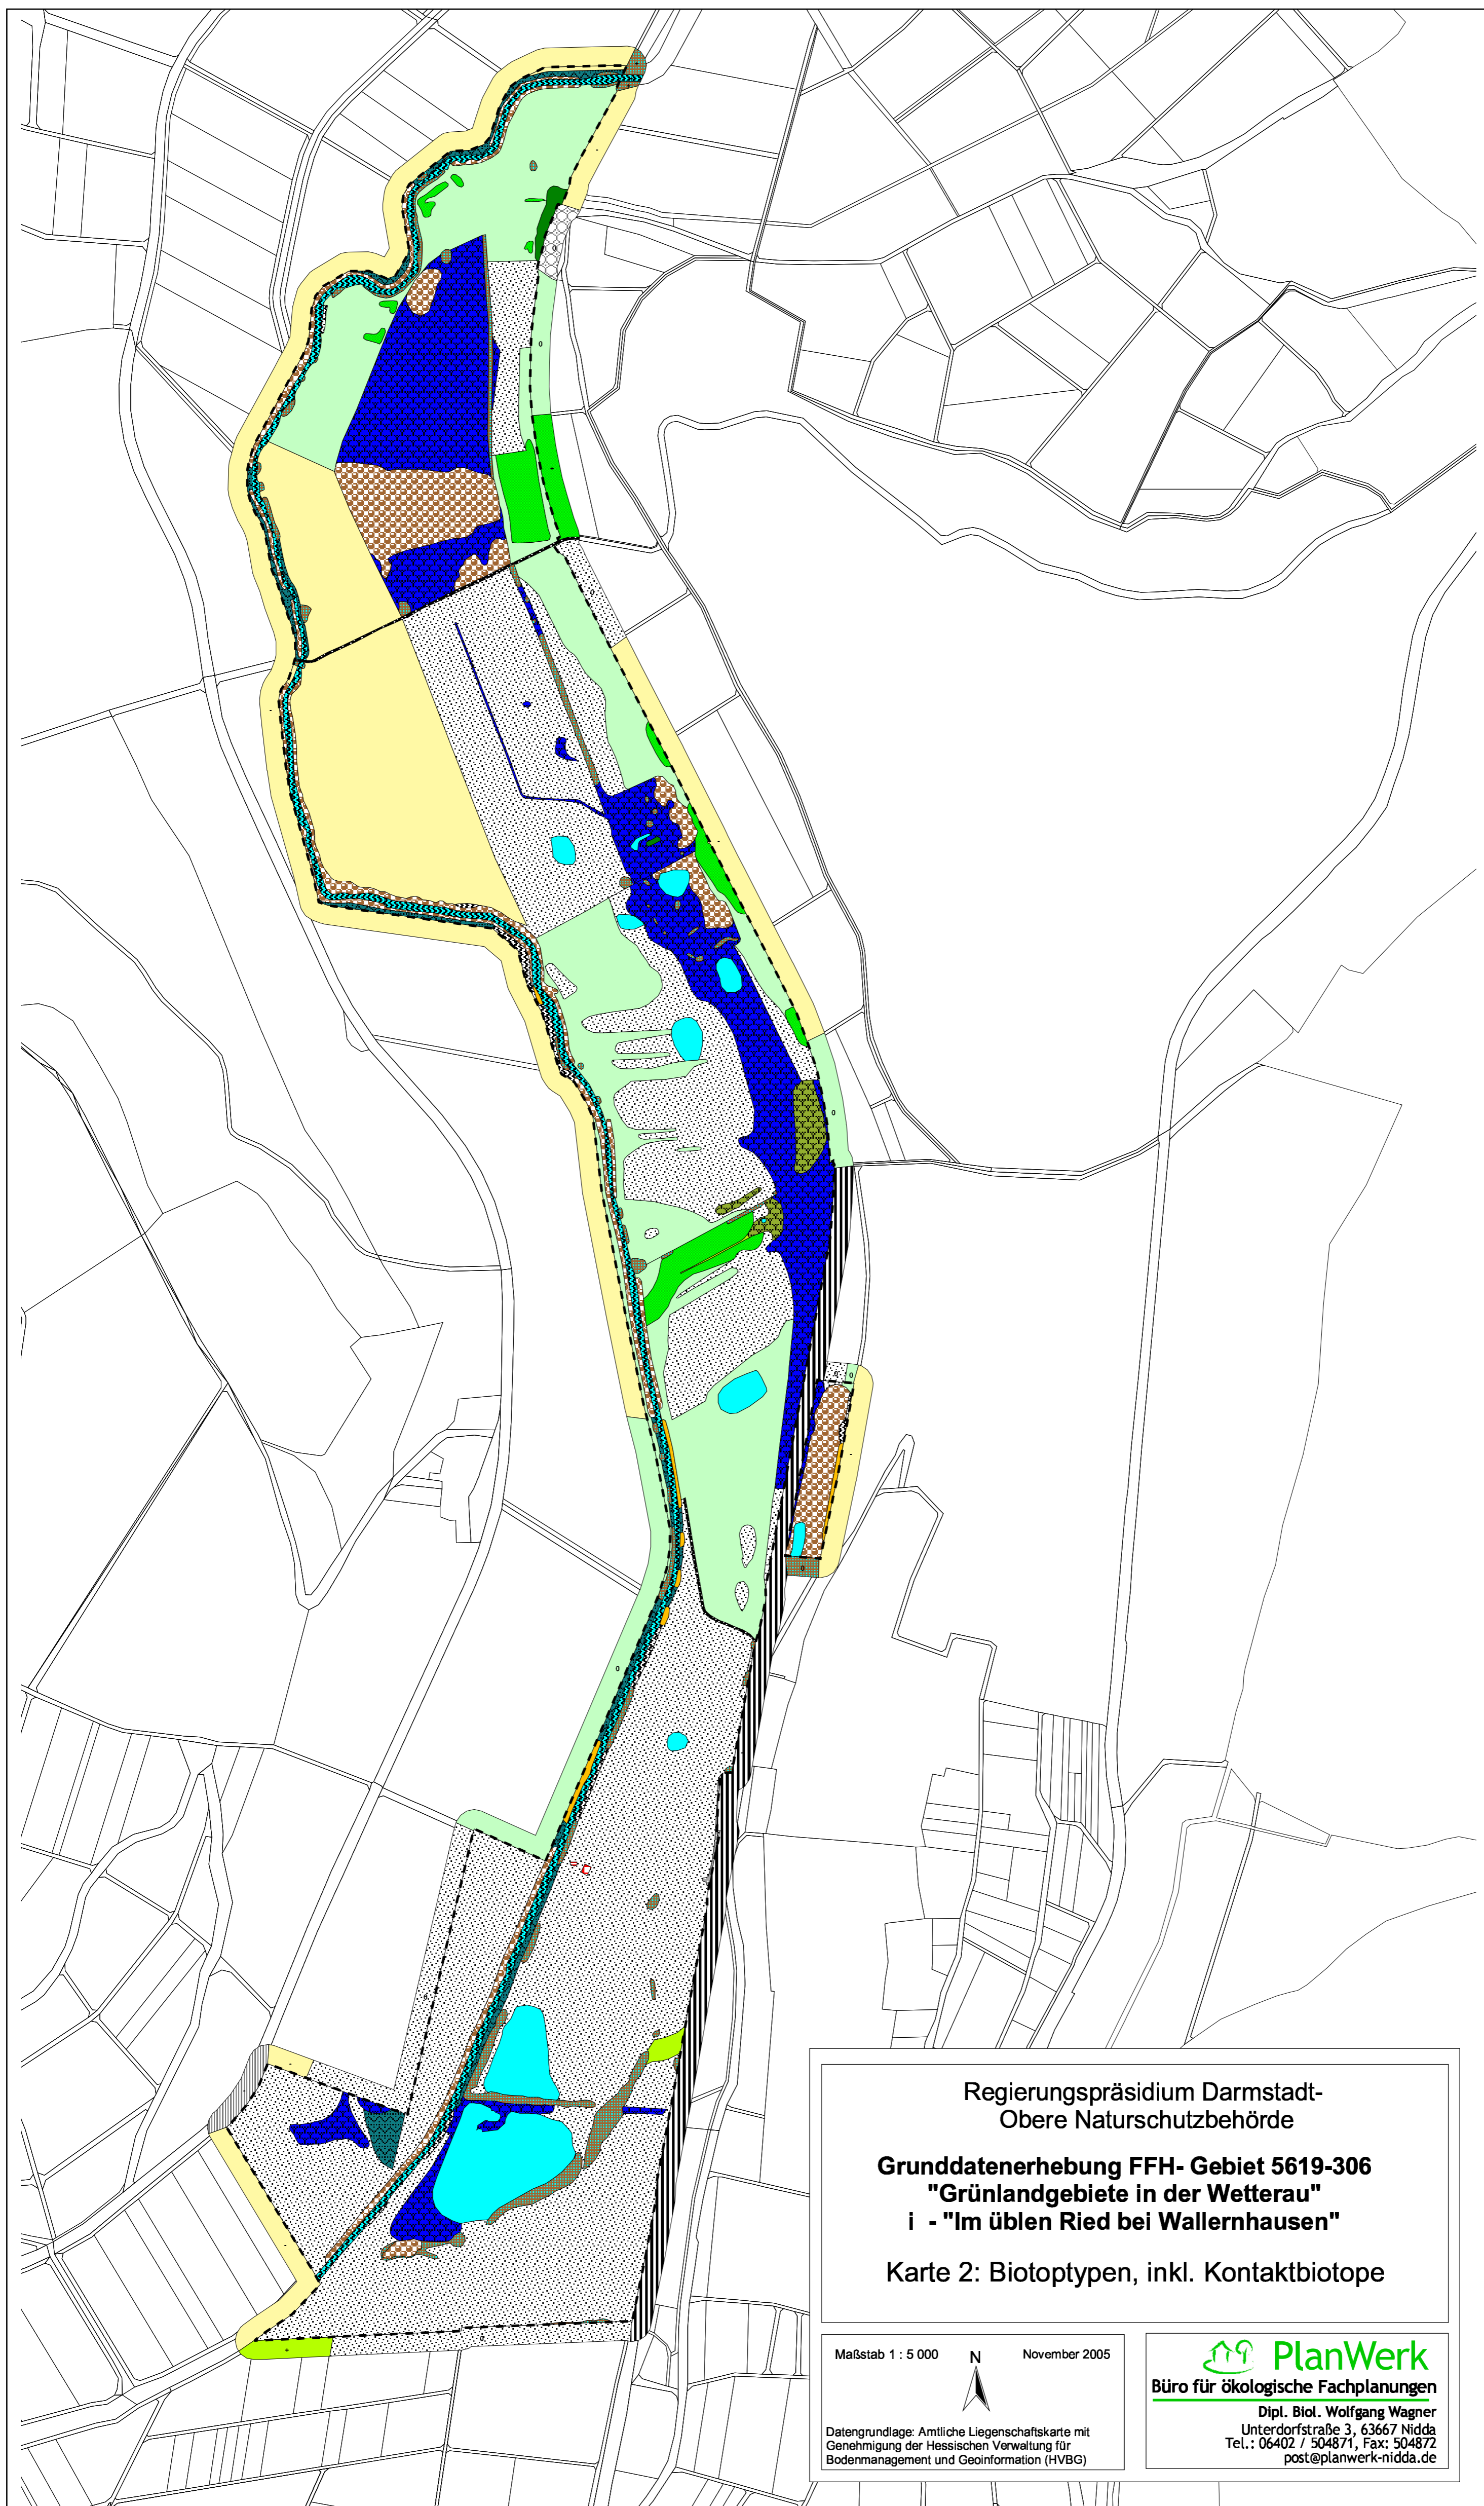 Regierungspräsidium Darmstadt-
Obere Naturschutzbehörde
Grunddatenerhebung FFH- Gebiet 5619-306
"Grünlandgebiete in der Wetterau"
i - "Im üblen Ried bei Wallernhausen"
Karte 2: Biotoptypen, inkl. Kontaktbiotope
Maßstab 1 : 5 000
N
November 2005
Datengrundlage: Amtliche Liegenschaftskarte mit
Genehmigung der Hessischen Verwaltung für
Bodenmanagement und Geoinformation (HVBG)
PlanWerk
Büro für ökologische Fachplanungen
Dipl. Biol. Wolfgang Wagner
Unterdorfstraße 3, 63667 Nidda
Tel.: 06402 / 504871, Fax: 504872
post@planwerk-nidda.de